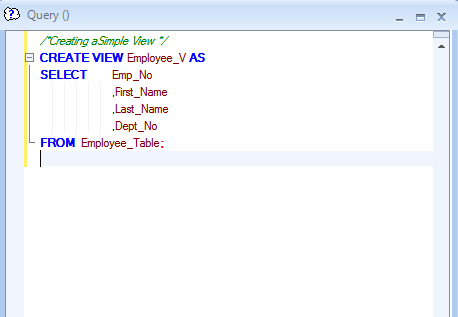 Query ()
/*Creating a Simple View */
CREATE VIEW Employee_V AS
SELECT Emp_No
,First_Name
,Last_Name
,Dept_No
FROM Employee_Table;